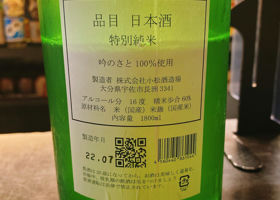 品目 日本酒
特別純米
吟のさと100%使用
製造者 株式会社小松酒造場
大分県宇佐市長洲3341
アルコール分 16度 精米歩合 60%
原材料名 米(国産)米麹(国産米)
内容量 1800ml
製造年月
22.07